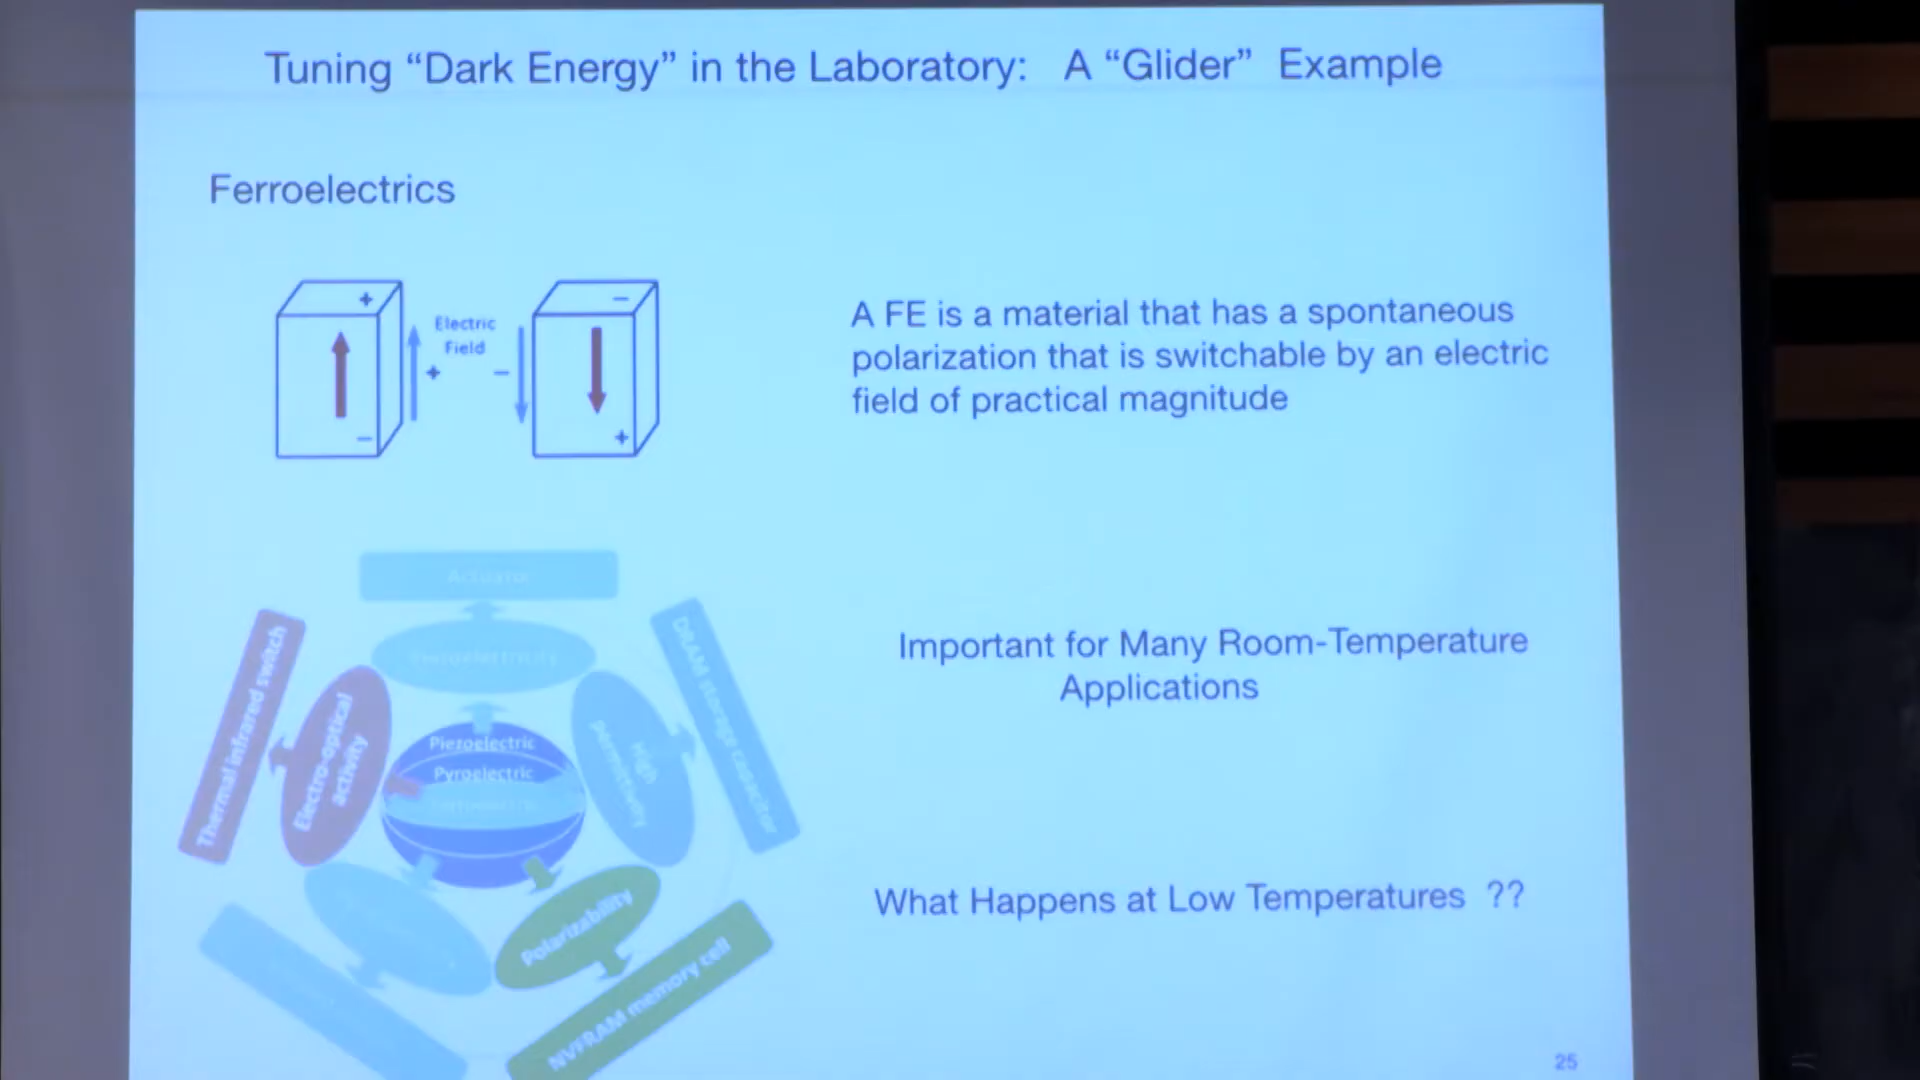 Tuning “Dark Energy” in the Laboratory: A “Glider” Example
Ferroelectrics
+
−
Electric
Field
+
−
−
+
A FE is a material that has a spontaneous
polarization that is switchable by an electric
field of practical magnitude
Actuator
Piezoelectricity
Thermal infrared switch
Electro-optical
activity
Piezoelectric
Pyroelectric
Ferroelectric
High
permittivity
DRAM storage capacitor
Polarizability
NVFRAM memory cell
Important for Many Room-Temperature
Applications
What Happens at Low Temperatures ??
25